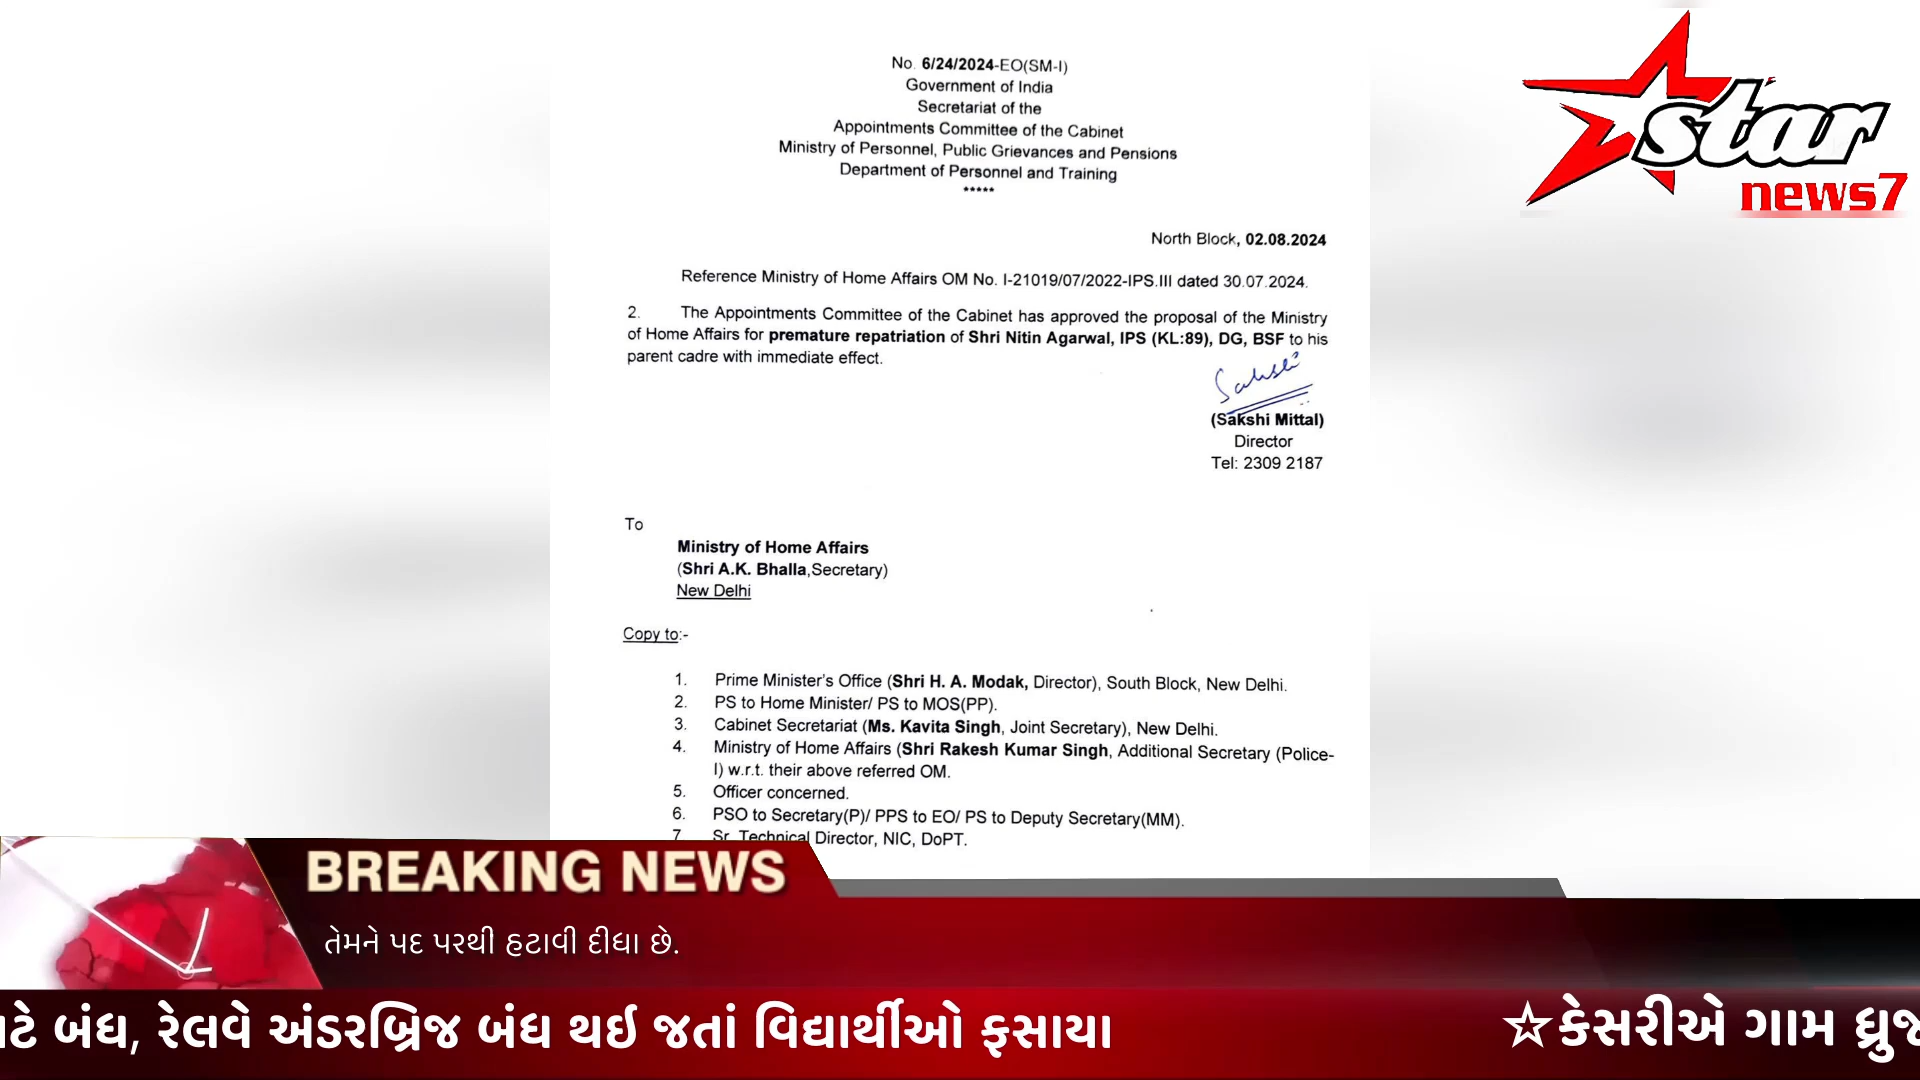 No. 6/24/2024-EO(SM-I)
Government of India
Secretariat of the
Appointments Committee of the Cabinet
Ministry of Personnel, Public Grievances and Pensions
Department of Personnel and Training
*****
North Block, 02.08.2024
Reference Ministry of Home Affairs OM No. I-21019/07/2022-IPS.III dated 30.07.2024.
2. The Appointments Committee of the Cabinet has approved the proposal of the Ministry
of Home Affairs for premature repatriation of Shri Nitin Agarwal, IPS (KL:89), DG, BSF to his
parent cadre with immediate effect.
Sakshi
(Sakshi Mittal)
Director
Tel: 2309 2187
To
Ministry of Home Affairs
(Shri A.K. Bhalla,Secretary)
New Delhi
Copy to:-
1. Prime Minister's Office (Shri H. A. Modak, Director), South Block, New Delhi.
2. PS to Home Minister/ PS to MOS(PP).
3. Cabinet Secretariat (Ms. Kavita Singh, Joint Secretary), New Delhi.
4. Ministry of Home Affairs (Shri Rakesh Kumar Singh, Additional Secretary (Police-
I) w.r.t. their above referred OM.
5. Officer concerned.
6. PSO to Secretary(P)/ PPS to EO/ PS to Deputy Secretary(MM).
7. Sr. Technical Director, NIC, DoPT.
star
news7
BREAKING NEWS
તેમને પદ પરથી હટાવી દીધા છે.
બંધ, રેલવે અંડરબ્રિજ બંધ થઇ જતાં વિદ્યાર્થીઓ ફસાયા ☆કેસરીએ ગામ